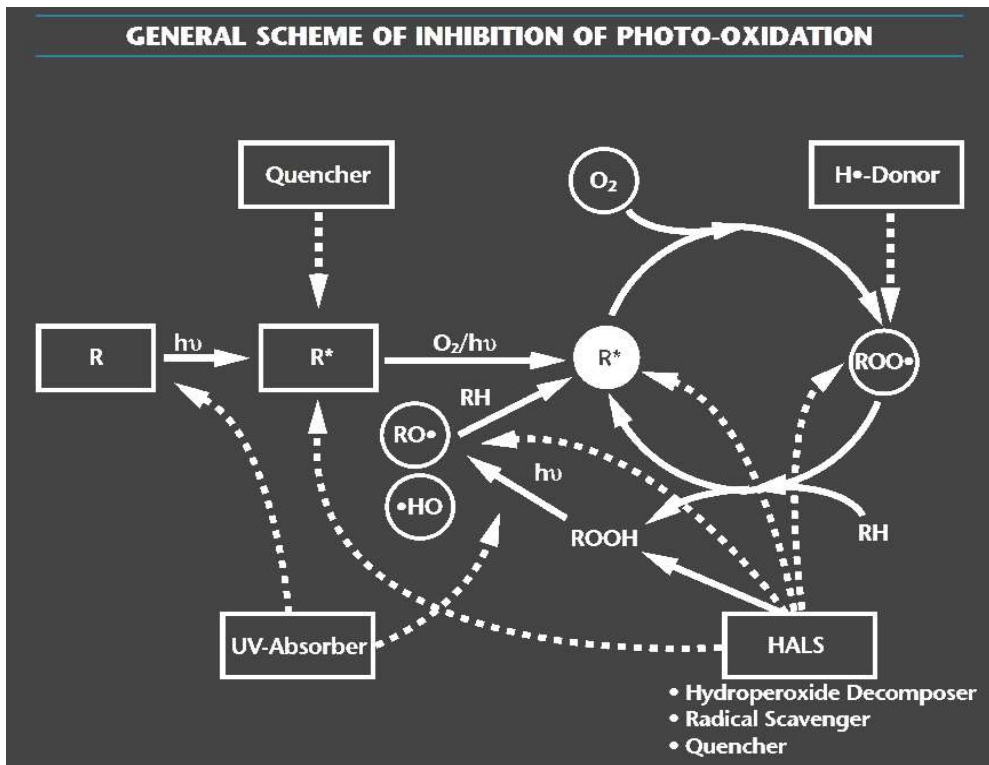 GENERAL SCHEME OF INHIBITION OF PHOTO-OXIDATION
Quencher
O₂
H•-Donor
R
hυ
R*
O₂/hυ
R*
ROO•
RH
RO•
hυ
•HO
ROOH
RH
UV-Absorber
HALS
• Hydroperoxide Decomposer
• Radical Scavenger
• Quencher